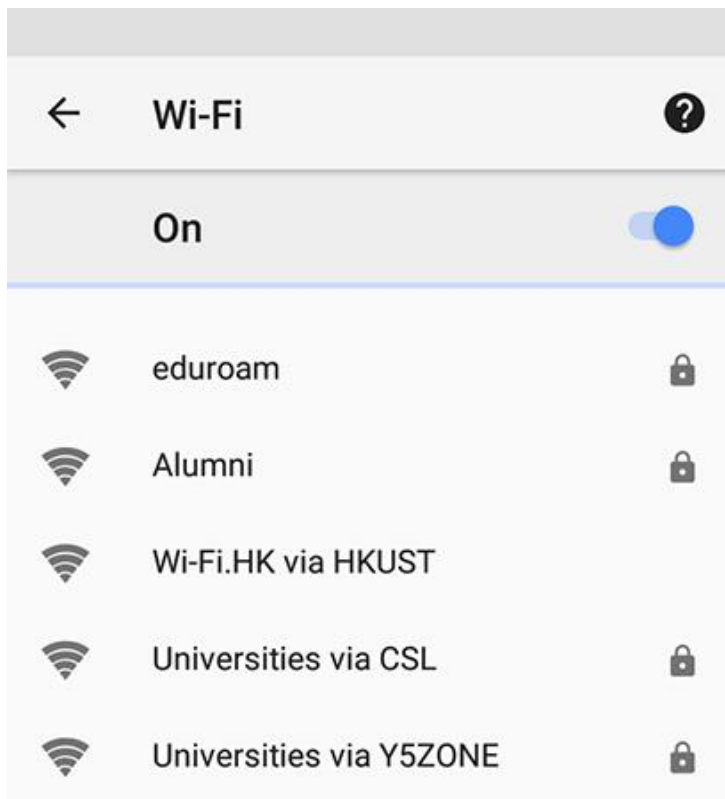 Wi-Fi
On
eduroam
Alumni
Wi-Fi.HK via HKUST
Universities via CSL
Universities via Y5ZONE